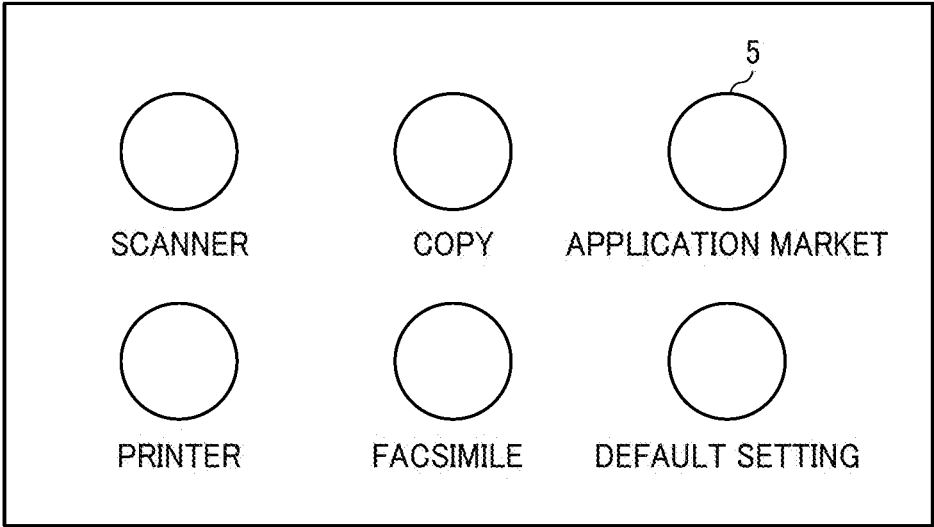 5
SCANNER COPY APPLICATION MARKET
PRINTER FACSIMILE DEFAULT SETTING